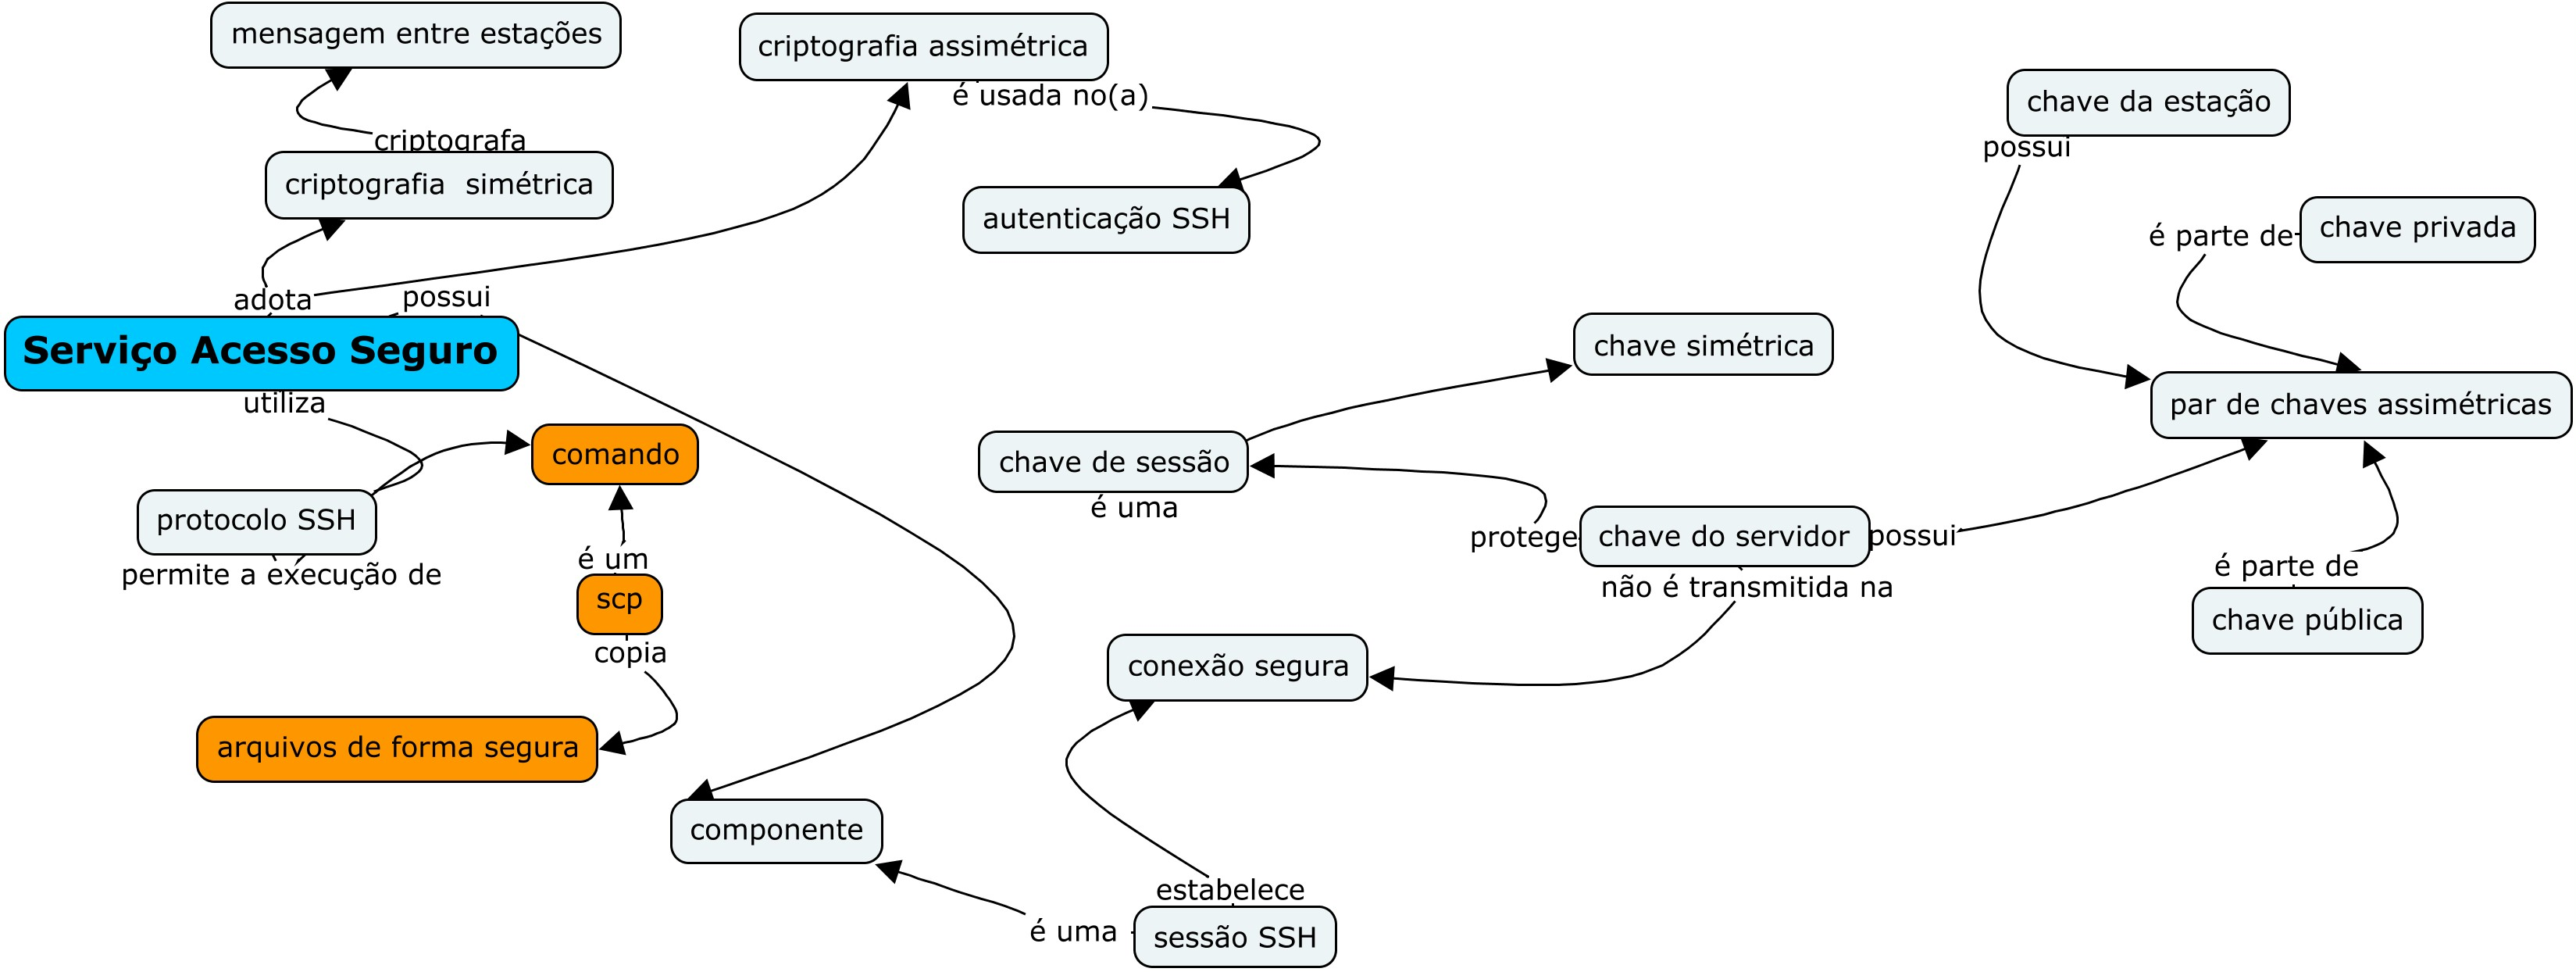 mensagem entre estações
criptografia assimétrica
é usada no(a)
chave da estação
criptografa
possui
criptografia simétrica
autenticação SSH
chave privada
é parte de
adota
possui
Serviço Acesso Seguro
chave simétrica
utiliza
par de chaves assimétricas
comando
chave de sessão
é uma
protocolo SSH
permite a execução de
protege
chave do servidor
possui
não é transmitida na
é um
scp
copia
é parte de
chave pública
conexão segura
arquivos de forma segura
componente
estabelece
é uma
sessão SSH